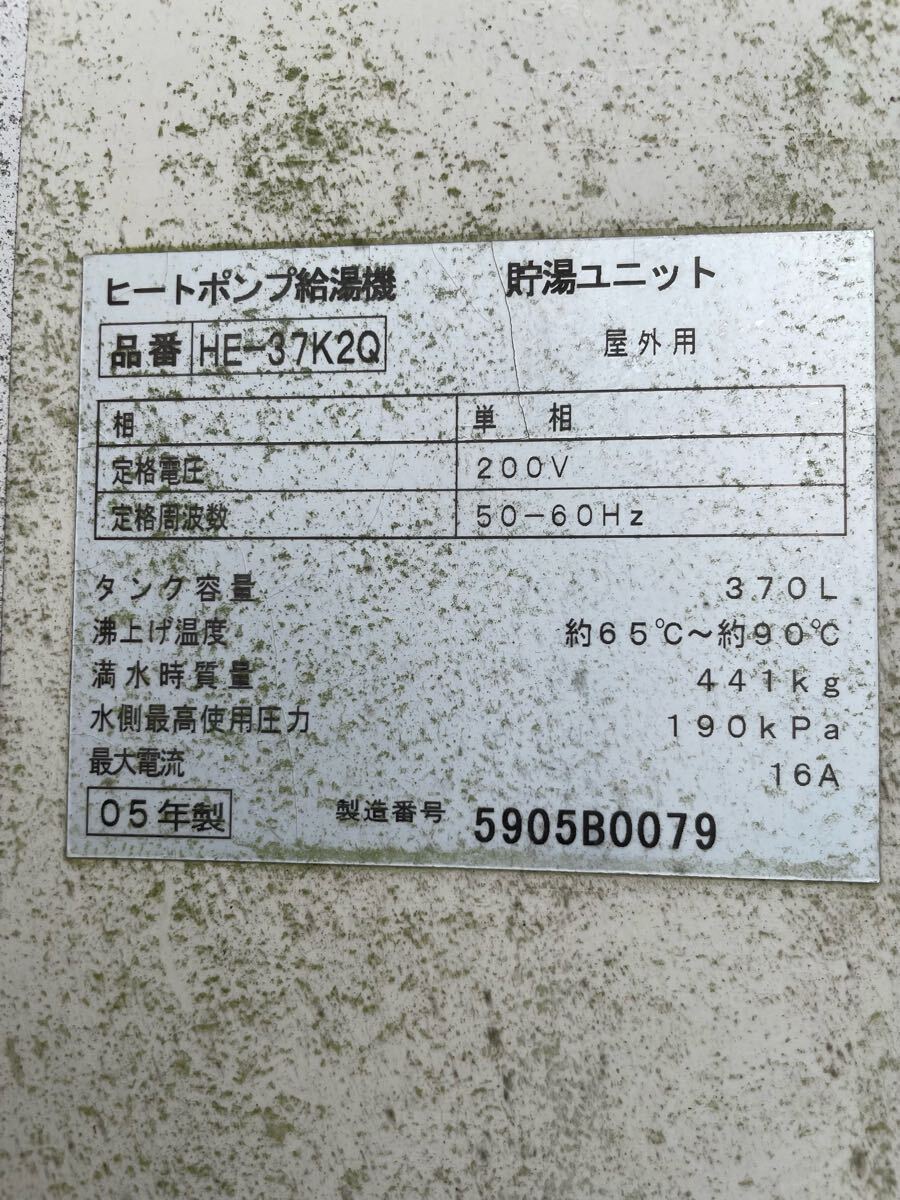 ヒートポンプ給湯機 貯湯ユニット
品番 HE-37K2Q 屋外用
相 単 相
定格電圧 200V
定格周波数 50-60Hz
タンク容量 370L
沸上げ温度 約65℃~約90℃
満水時質量 441kg
水側最高使用圧力 190kPa
最大電流 16A
05年製 製造番号 5905B0079